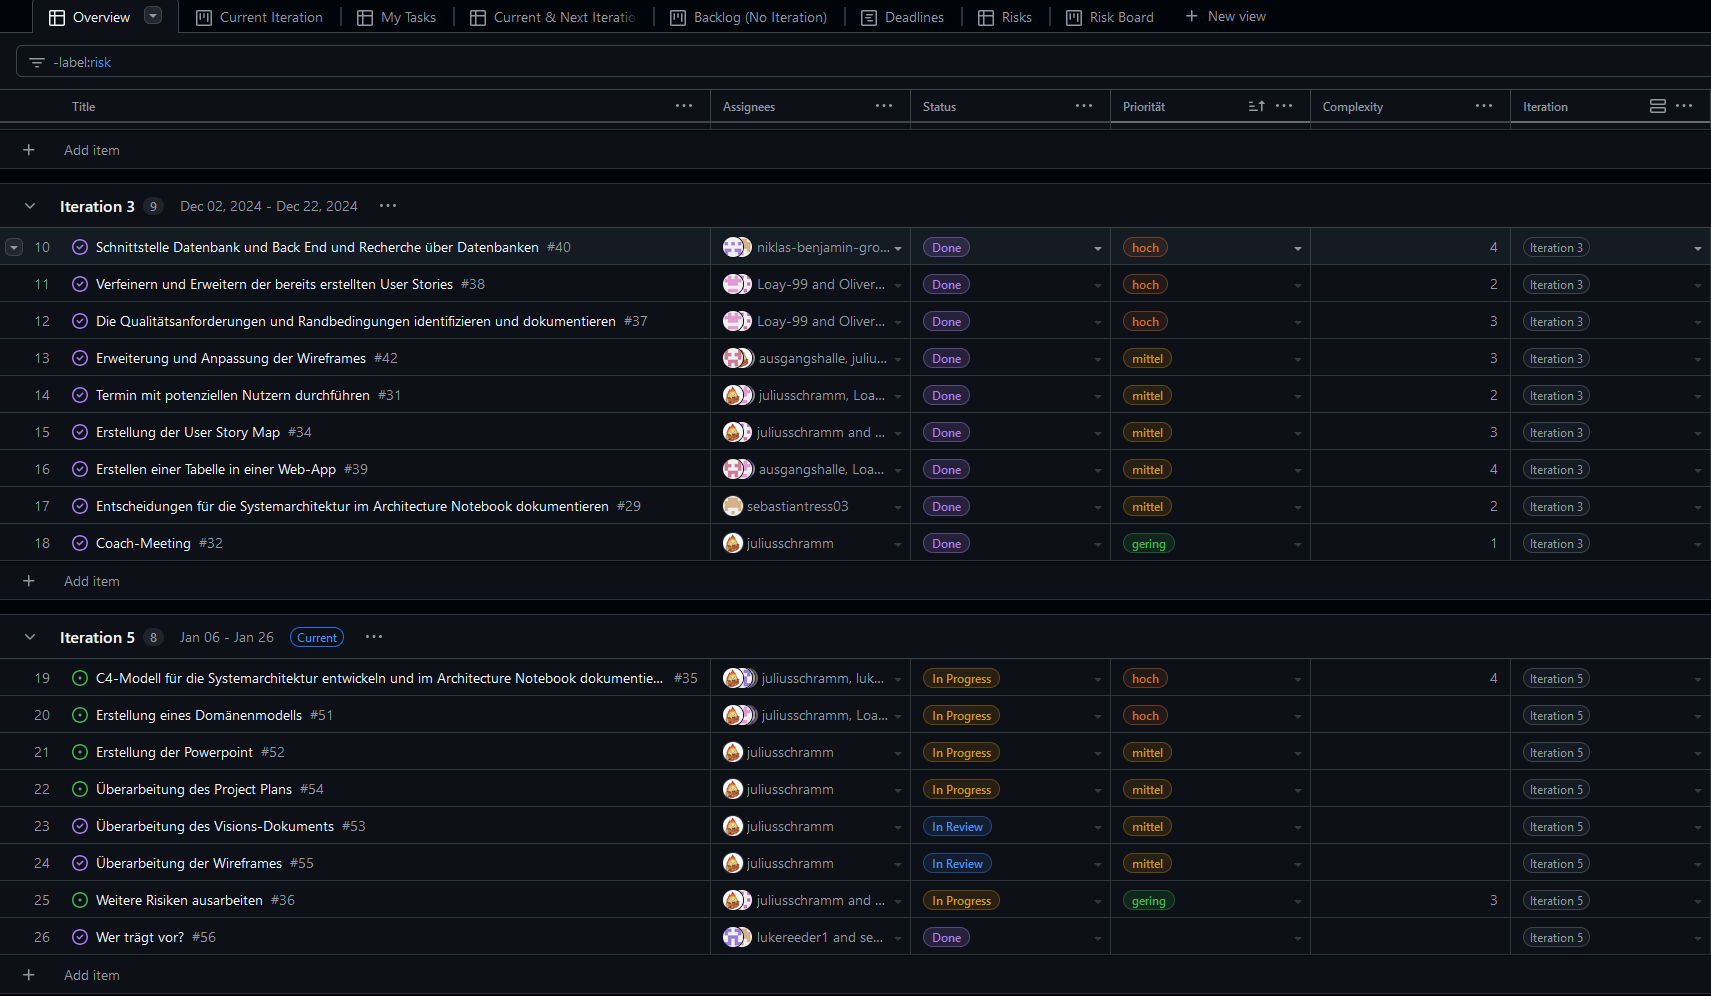 Overview Current Iteration My Tasks Current & Next Iteratio Backlog (No Iteration) Deadlines Risks Risk Board New view
-label:risk
Title Assignees Status Priorität Complexity Iteration
Add item
Iteration 3 9 Dec 02, 2024 - Dec 22, 2024
10 Schnittstelle Datenbank und Back End und Recherche über Datenbanken #40 niklas-benjamin-gro... Done hoch 4 Iteration 3
11 Verfeinern und Erweitern der bereits erstellten User Stories #38 Loay-99 and Oliver... Done hoch 2 Iteration 3
12 Die Qualitätsanforderungen und Randbedingungen identifizieren und dokumentieren #37 Loay-99 and Oliver... Done hoch 3 Iteration 3
13 Erweiterung und Anpassung der Wireframes #42 ausgangshalle, juliu... Done mittel 3 Iteration 3
14 Termin mit potenziellen Nutzern durchführen #31 juliusschramm, Loa... Done mittel 2 Iteration 3
15 Erstellung der User Story Map #34 juliusschramm and ... Done mittel 3 Iteration 3
16 Erstellen einer Tabelle in einer Web-App #39 ausgangshalle, Loa... Done mittel 4 Iteration 3
17 Entscheidungen für die Systemarchitektur im Architecture Notebook dokumentieren #29 sebastiantress03 Done mittel 2 Iteration 3
18 Coach-Meeting #32 juliusschramm Done gering 1 Iteration 3
Add item
Iteration 5 8 Jan 06 - Jan 26 Current
19 C4-Modell für die Systemarchitektur entwickeln und im Architecture Notebook dokumentie... #35 juliusschramm, luk... In Progress hoch 4 Iteration 5
20 Erstellung eines Domänenmodells #51 juliusschramm, Loa... In Progress hoch Iteration 5
21 Erstellung der Powerpoint #52 juliusschramm In Progress mittel Iteration 5
22 Überarbeitung des Project Plans #54 juliusschramm In Progress mittel Iteration 5
23 Überarbeitung des Visions-Dokuments #53 juliusschramm In Review mittel Iteration 5
24 Überarbeitung der Wireframes #55 juliusschramm In Review mittel Iteration 5
25 Weitere Risiken ausarbeiten #36 juliusschramm and ... In Progress gering 3 Iteration 5
26 Wer trägt vor? #56 lukereeder1 and se... Done Iteration 5
Add item